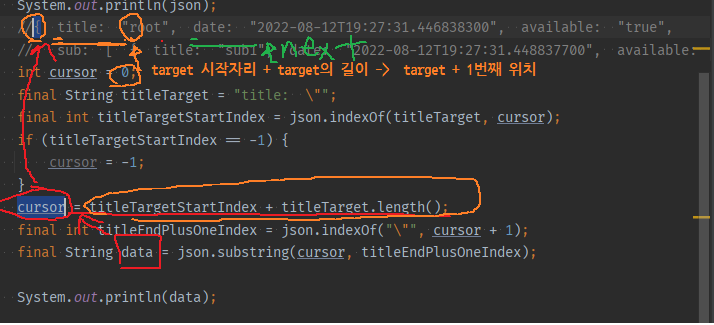 System.out.println(json);
// { title: "root", date: "2022-08-12T19:27:31.446838300", available: "true",
// sub: [ { title: "sub1", date: "2022-08-12T19:27:31.448837700", available:
int cursor = 0;
target 시작자리 + target의 길이 -> target + 1번째 위치
final String titleTarget = "title: \"";
final int titleTargetStartIndex = json.indexOf(titleTarget, cursor);
if (titleTargetStartIndex == -1) {
cursor = -1;
}
cursor = titleTargetStartIndex + titleTarget.length();
final int titleEndPlusOneIndex = json.indexOf("\"", cursor + 1);
final String data = json.substring(cursor, titleEndPlusOneIndex);
System.out.println(data);